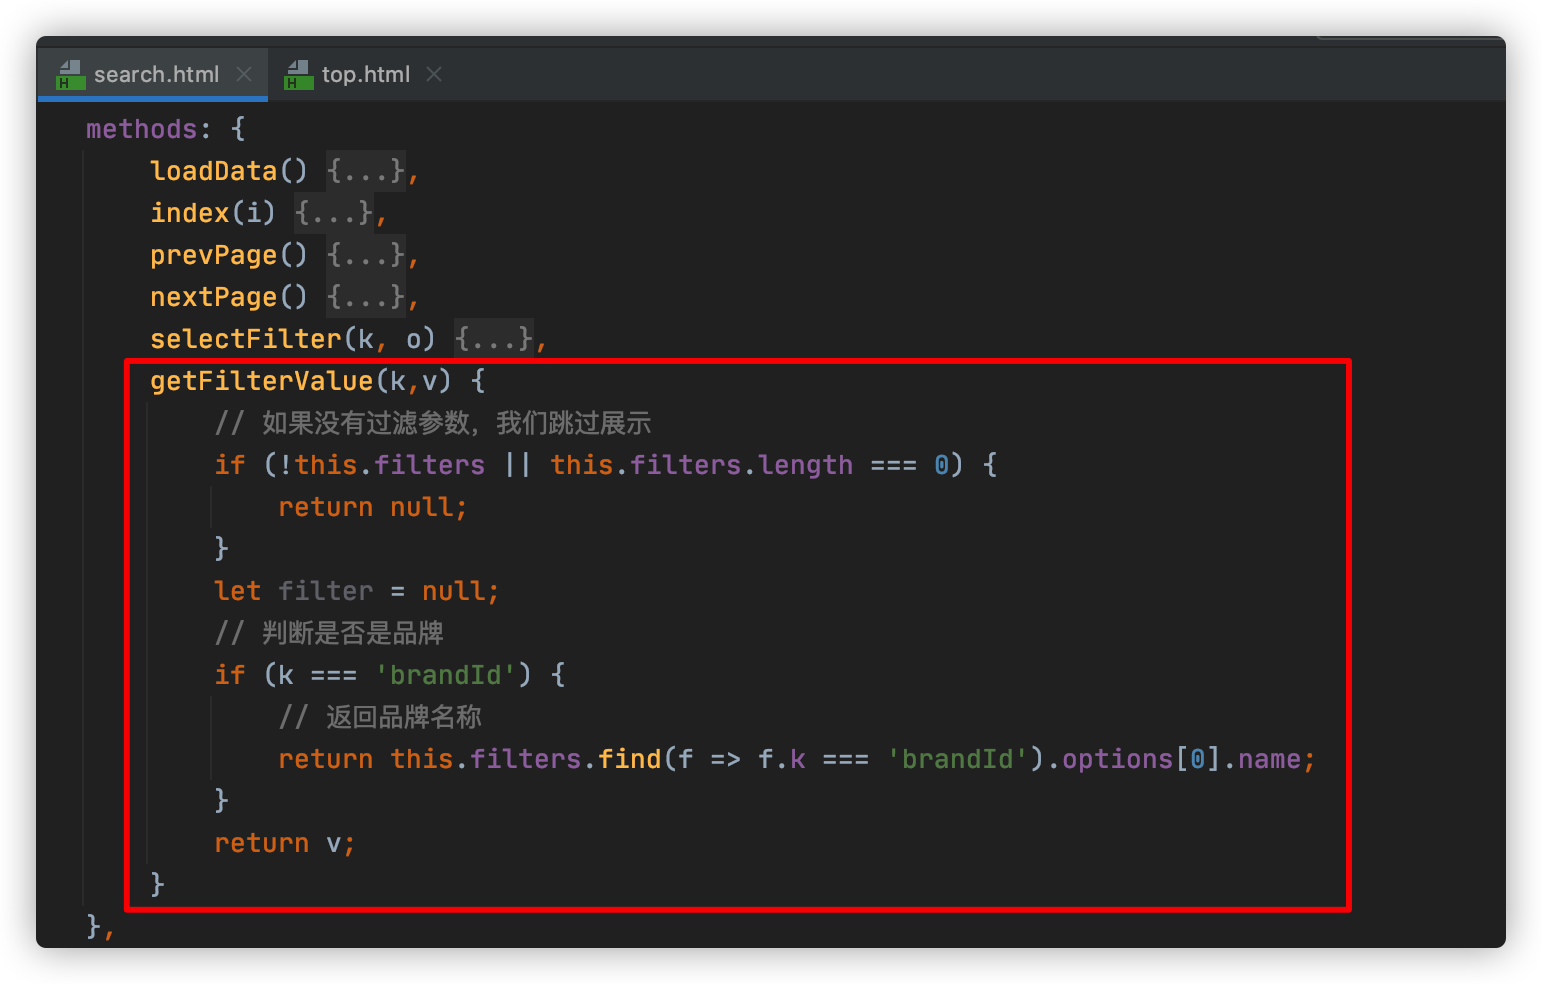 search.html top.html
methods: {
loadData() {...},
index(i) {...},
prevPage() {...},
nextPage() {...},
selectFilter(k, o) {...},
getFilterValue(k,v) {
// 如果没有过滤参数，我们跳过展示
if (!this.filters || this.filters.length === 0) {
return null;
}
let filter = null;
// 判断是否是品牌
if (k === 'brandId') {
// 返回品牌名称
return this.filters.find(f => f.k === 'brandId').options[0].name;
}
return v;
}
},